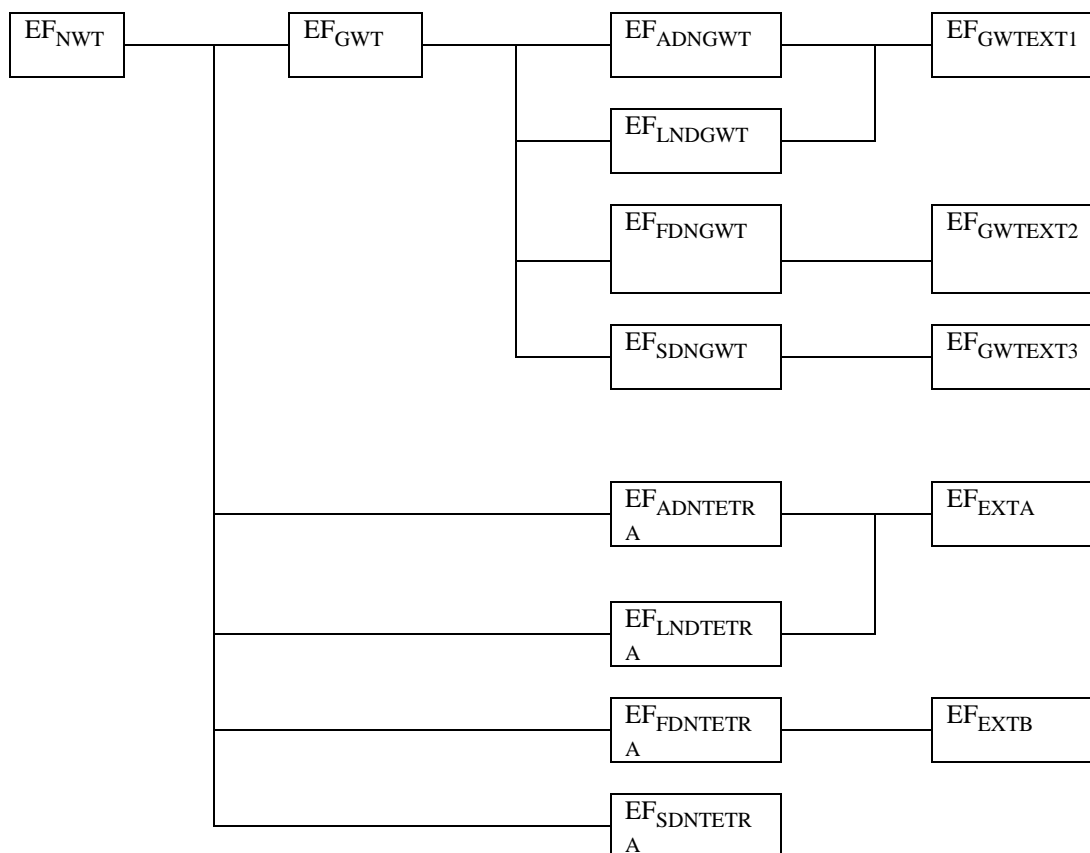 EFNWT
EFGWT
EFADNGWT
EFGWTEXT1
EFLNDGWT
EFFDNGWT
EFGWTEXT2
EFSDNGWT
EFGWTEXT3
EFADNTETR
A
EFEXTA
EFLNDTETR
A
EFFDNTETR
A
EFEXTB
EFSDNTETR
A